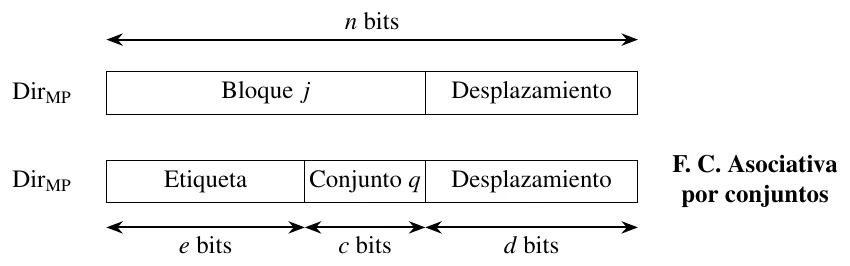 n bits
Dir_MP Bloque j Desplazamiento
Dir_MP Etiqueta Conjunto q Desplazamiento
F. C. Asociativa
por conjuntos
e bits c bits d bits